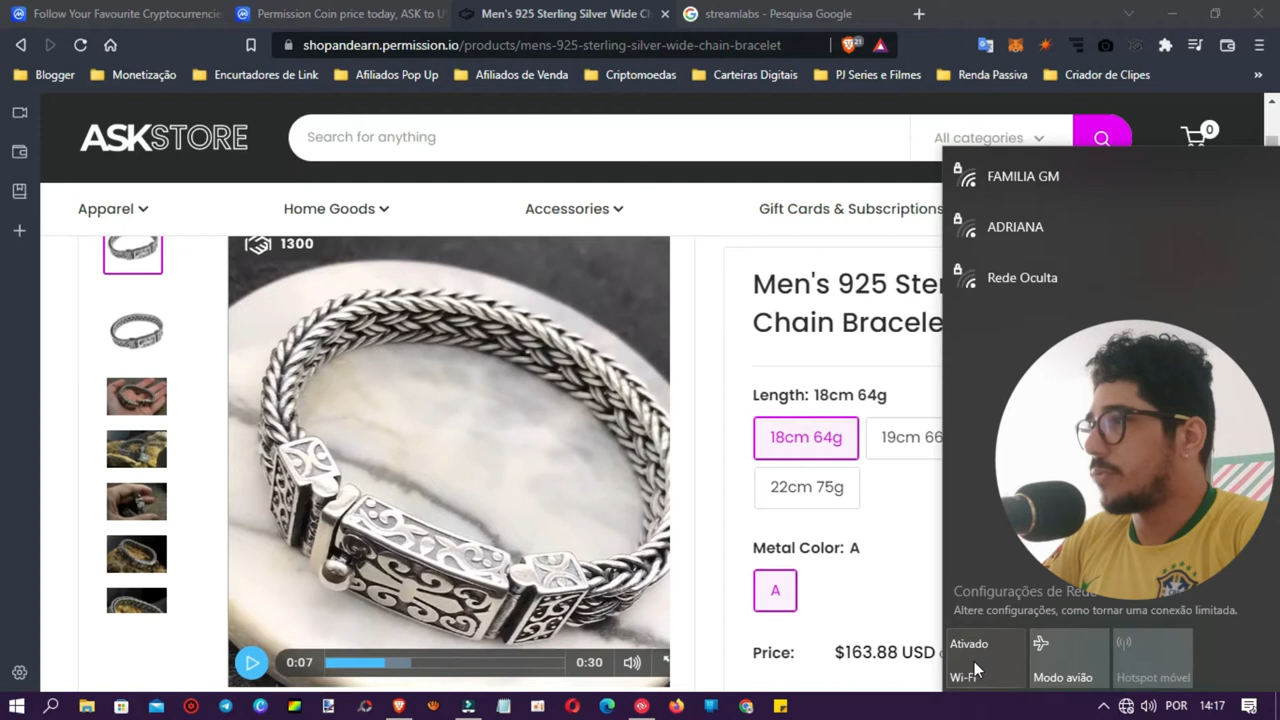 Follow Your Favourite Cryptocurrencie
Permission Coin price today, ASK to U
Men's 925 Sterling Silver Wide Ch
streamlabs - Pesquisa Google
shopandearn.permission.io/products/mens-925-sterling-silver-wide-chain-bracelet
21
Blogger
Monetização
Encurtadores de Link
Afiliados Pop Up
Afiliados de Venda
Criptomoedas
Carteiras Digitais
PJ Series e Filmes
Renda Passiva
Criador de Clipes
ASKSTORE
Search for anything
All categories
0
Apparel
Home Goods
Accessories
Gift Cards & Subscriptions
1300
Men's 925 Ste
Chain Bracele
Length: 18cm 64g
18cm 64g
19cm 66
22cm 75g
Metal Color: A
A
Price: $163.88 USD
0:07
0:30
FAMILIA GM
ADRIANA
Rede Oculta
Configurações de Rede
Altere configurações, como tornar uma conexão limitada.
Ativado
Wi-Fi
Modo avião
Hotspot móvel
POR
14:17